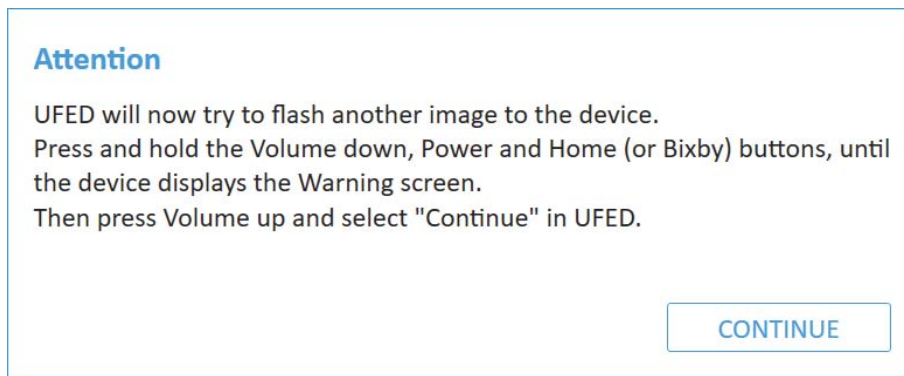 Attention
UFED will now try to flash another image to the device.
Press and hold the Volume down, Power and Home (or Bixby) buttons, until
the device displays the Warning screen.
Then press Volume up and select "Continue" in UFED.
CONTINUE